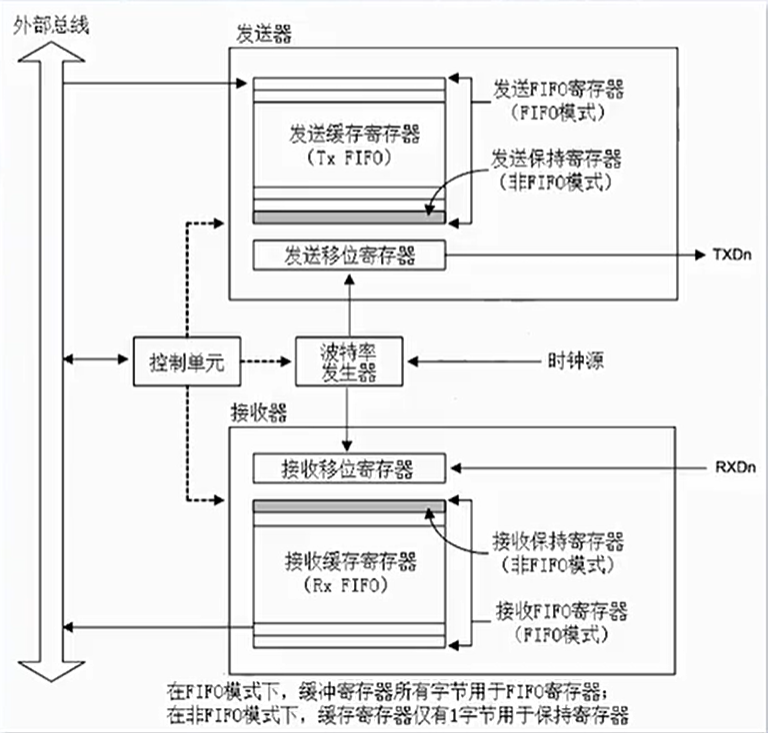 外部总线
发送器
发送FIFO寄存器
(FIFO模式)
发送缓存寄存器
(Tx FIFO)
发送保持寄存器
(非FIFO模式)
发送移位寄存器
TXDn
控制单元
波特率
发生器
时钟源
接收器
接收移位寄存器
RXDn
接收保持寄存器
(非FIFO模式)
接收缓存寄存器
(Rx FIFO)
接收FIFO寄存器
(FIFO模式)
在FIFO模式下，缓冲寄存器所有字节用于FIFO寄存器；
在非FIFO模式下，缓存寄存器仅有1字节用于保持寄存器